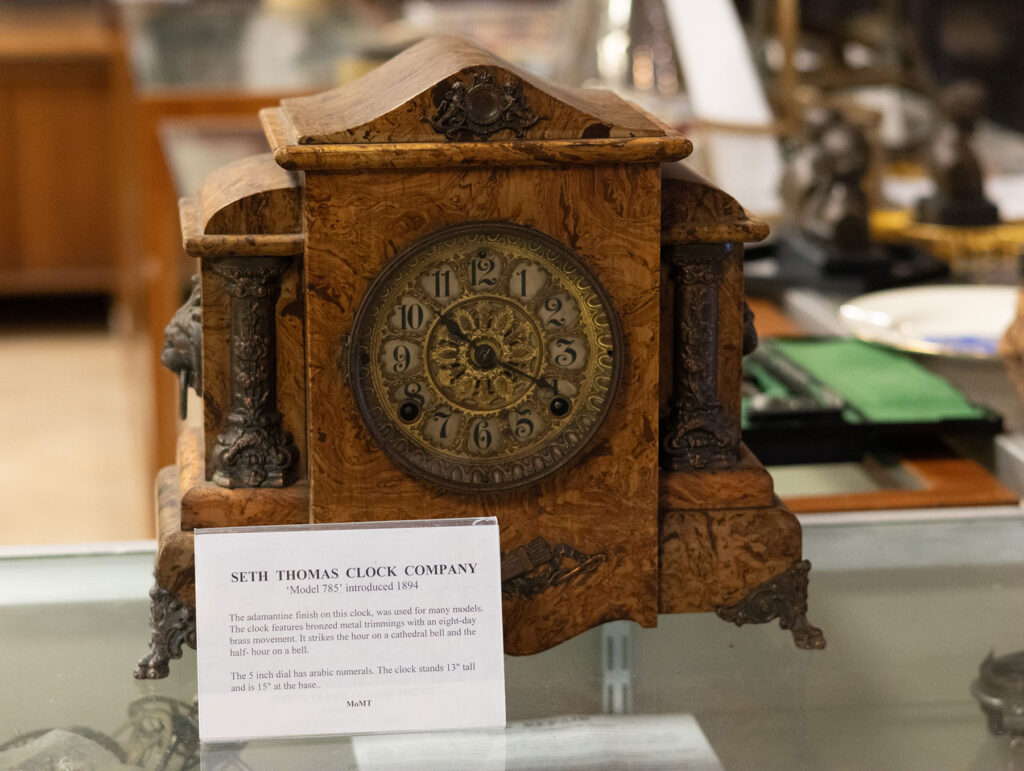 12
11
1
10
2
9
3
8
4
7
5
6
SETH THOMAS CLOCK COMPANY
'Model 785' introduced 1894
The adamantine finish on this clock, was used for many models.
The clock features bronzed metal trimmings with an eight-day
brass movement. It strikes the hour on a cathedral bell and the
half- hour on a bell.
The 5 inch dial has arabic numerals. The clock stands 13" tall
and is 15" at the base..
MoMT